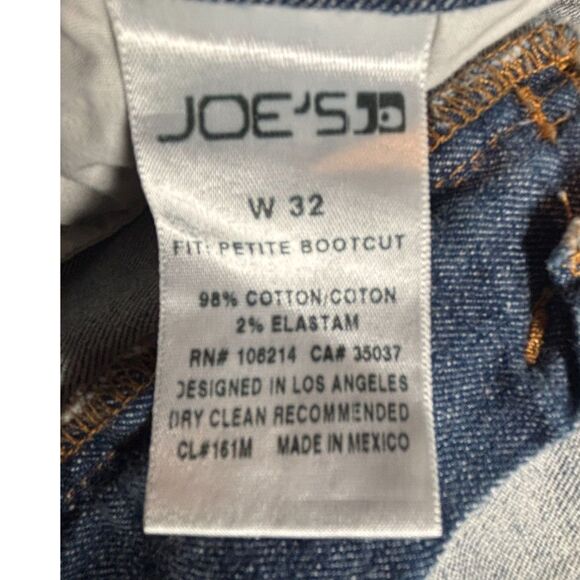 JOE'S
W 32
FIT: PETITE BOOTCUT
98% COTTON/COTON
2% ELASTAM
RN# 106214 CA# 35037
DESIGNED IN LOS ANGELES
DRY CLEAN RECOMMENDED
CL#161M MADE IN MEXICO